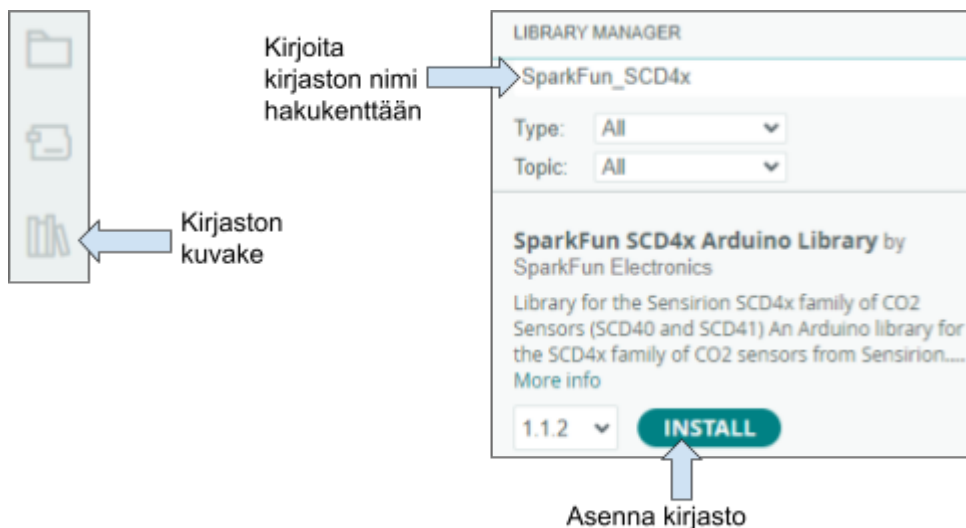 Kirjoita
kirjaston nimi
hakukenttään
Kirjaston
kuvake
LIBRARY MANAGER
SparkFun_SCD4x
Type: All
Topic: All
SparkFun SCD4x Arduino Library by
SparkFun Electronics
Library for the Sensirion SCD4x family of CO2
Sensors (SCD40 and SCD41) An Arduino library for
the SCD4x family of CO2 sensors from Sensirion....
More info
1.1.2 INSTALL
Asenna kirjasto